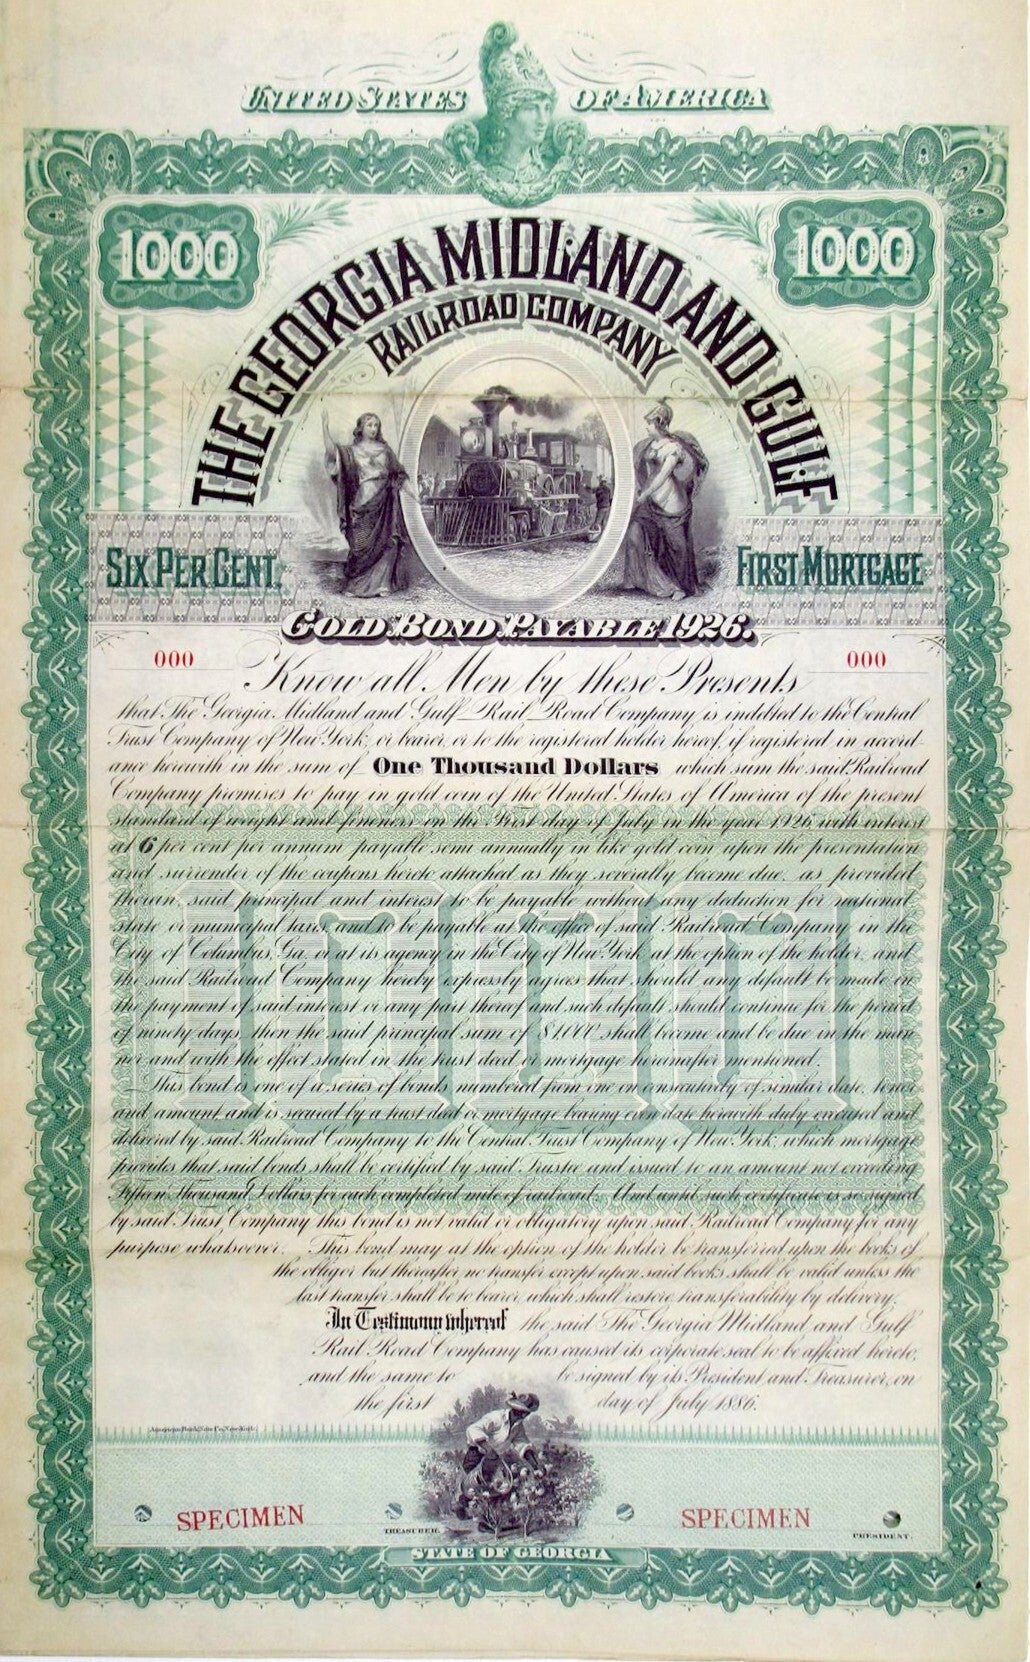 UNITED STATES OF AMERICA
1000 1000
THE GEORGIA MIDLAND AND GULF
RAILROAD COMPANY
SIX PER CENT. FIRST MORTGAGE
GOLD BOND PAYABLE 1926.
000 000
Know all Men by these Presents
that The Georgia Midland and Gulf Rail Road Company is indebted to the Central
Trust Company of New York, or bearer, or to the registered holder hereof, if registered in accord-
ance herewith in the sum of One Thousand Dollars which sum the said Railroad
Company promises to pay in gold coin of the United States of America of the present
standard of weight and fineness on the First day of July in the year 1926 with interest
at 6 per cent per annum payable semi annually in like gold coin upon the presentation
and surrender of the coupons hereto attached as they severally become due, as provided
therein said principal and interest to be payable without any deduction for national
state or municipal taxes and to be payable at the office of said Railroad Company in the
City of Columbus, Ga. or at its agency in the City of New York at the option of the holder, and
the said Railroad Company hereby expressly agrees that should any default be made in
the payment of said interest or any part thereof and such default should continue for the period
of ninety days, then the said principal sum of $1000 shall become and be due in the man-
ner and with the effect stated in the trust deed or mortgage hereinafter mentioned.
This bond is one of a series of bonds numbered from one on consecutively of similar date, tenor
and amount and is secured by a trust deed or mortgage bearing even date herewith duly executed and
delivered by said Railroad Company to the Central Trust Company of New York, which mortgage
provides that said bonds shall be certified by said Trustee and issued to an amount not exceeding
Fifteen Thousand Dollars for each completed mile of railroad. And until such certificate is so signed
by said Trust Company this bond is not valid or obligatory upon said Railroad Company for any
purpose whatsoever. This bond may at the option of the holder be transferred upon the books of
the obligor but thereafter no transfer except upon said books shall be valid unless the
last transfer shall be to bearer, which shall restore transferability by delivery.
In Testimony whereof the said The Georgia Midland and Gulf
Rail Road Company has caused its corporate seal to be affixed hereto,
and the same to be signed by its President and Treasurer, on
the first day of July 1886.
American Bank Note Co. New York.
SPECIMEN SPECIMEN
TREASURER. PRESIDENT.
STATE OF GEORGIA